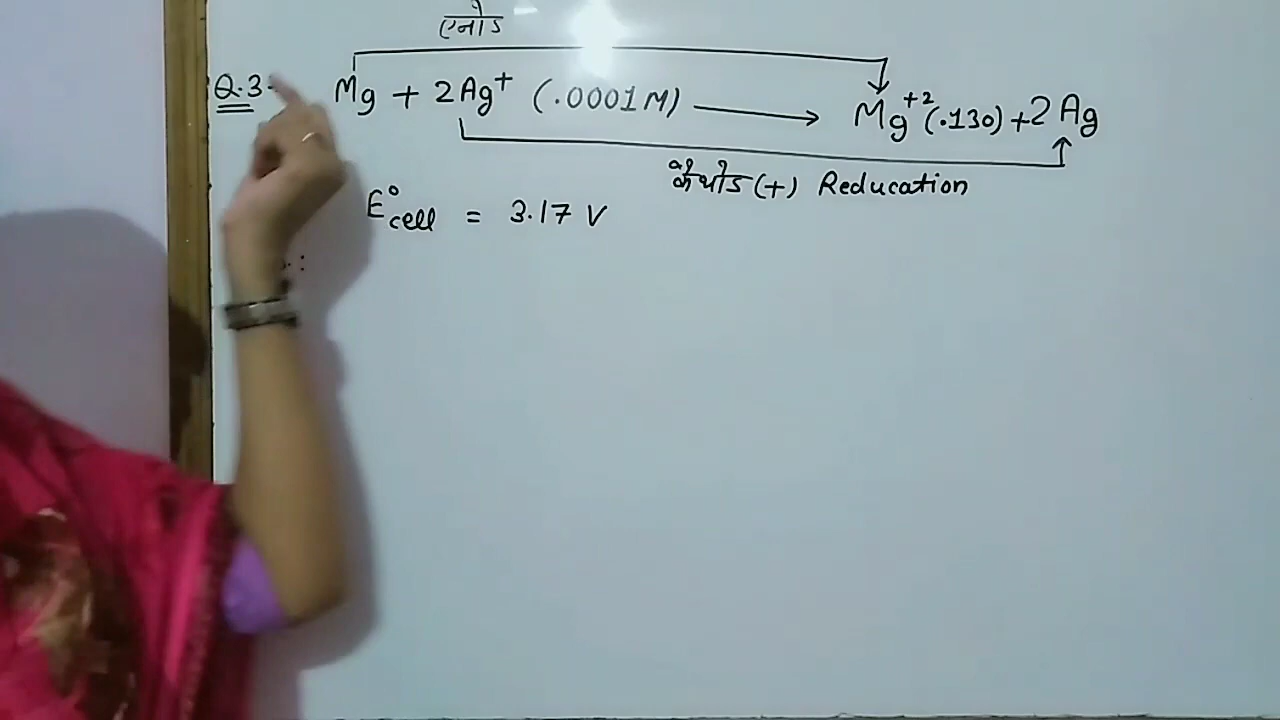 एनोड
Q.3. Mg + 2Ag⁺ (.0001M) ⟶ Mg⁺² (.130) + 2Ag
कैथोड (+) Reducation
E°cell = 3.17 V